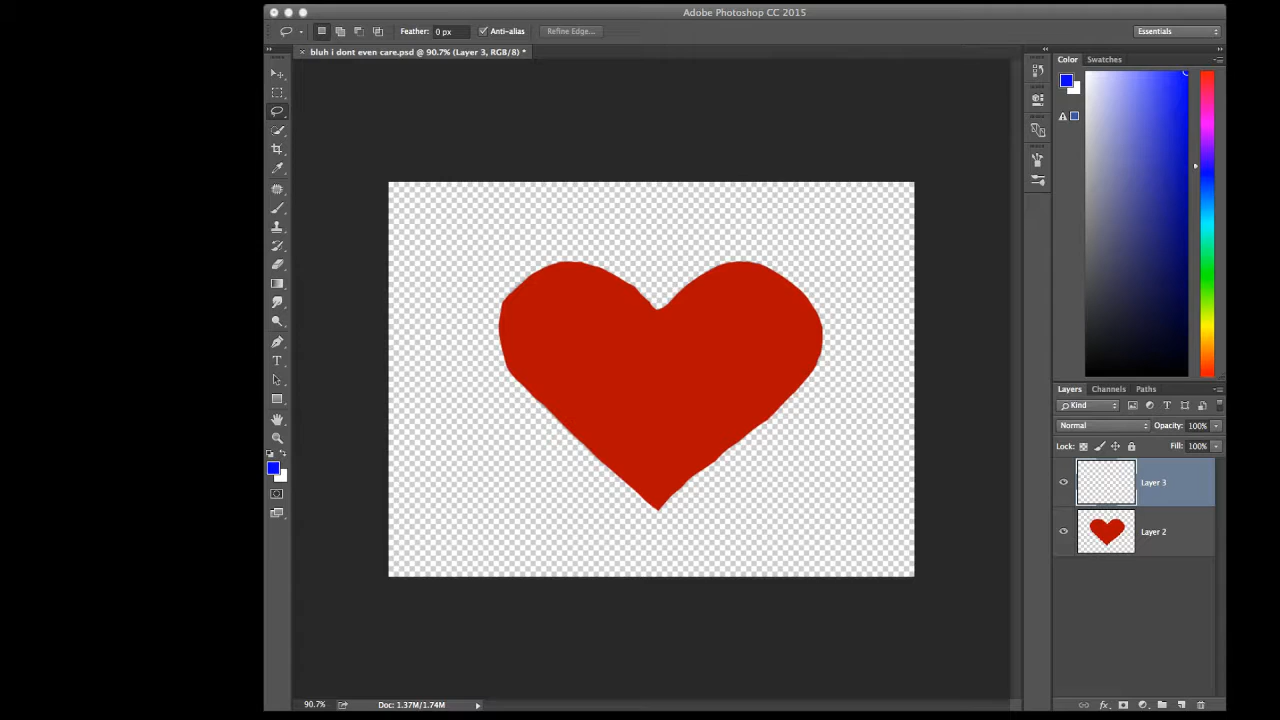 Adobe Photoshop CC 2015
Feather: 0 px Anti-alias Refine Edge... Essentials
× bluh i dont even care.psd @ 90.7% (Layer 3, RGB/8) *
Color Swatches
Layers Channels Paths
Kind
Normal Opacity: 100%
Lock: Fill: 100%
Layer 3
Layer 2
90.7% Doc: 1.37M/1.74M